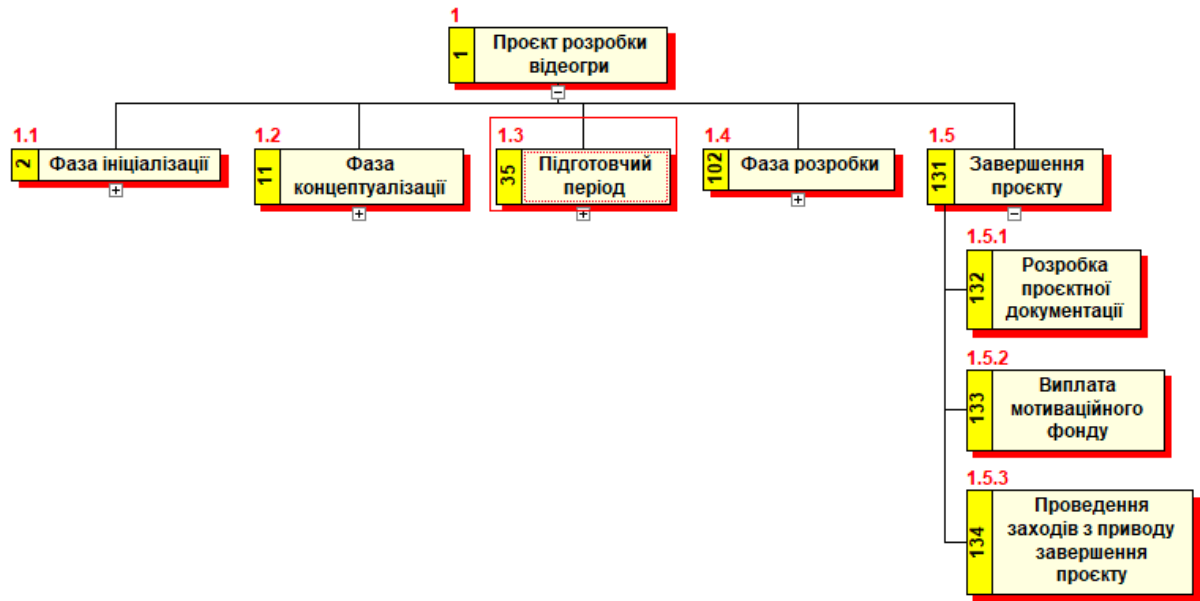 1
1
Проєкт розробки
відеогри
1.1
2
Фаза ініціалізації
1.2
11
Фаза
концептуалізації
1.3
35
Підготовчий
період
1.4
102
Фаза розробки
1.5
131
Завершення
проєкту
1.5.1
132
Розробка
проєктної
документації
1.5.2
133
Виплата
мотиваційного
фонду
1.5.3
134
Проведення
заходів з приводу
завершення
проєкту